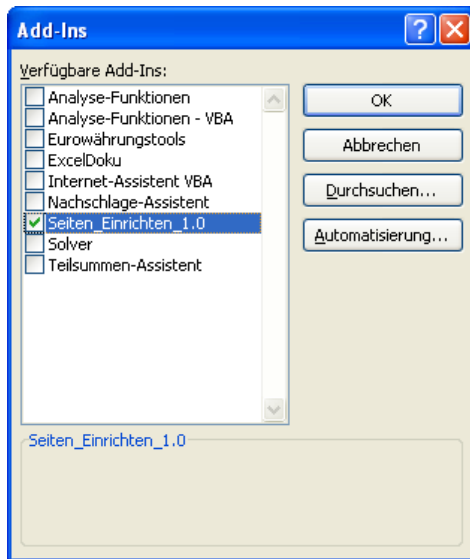 Add-Ins
Verfügbare Add-Ins:
Analyse-Funktionen
Analyse-Funktionen - VBA
Eurowährungstools
ExcelDoku
Internet-Assistent VBA
Nachschlage-Assistent
Seiten_Einrichten_1.0
Solver
Teilsummen-Assistent
OK
Abbrechen
Durchsuchen...
Automatisierung...
Seiten_Einrichten_1.0